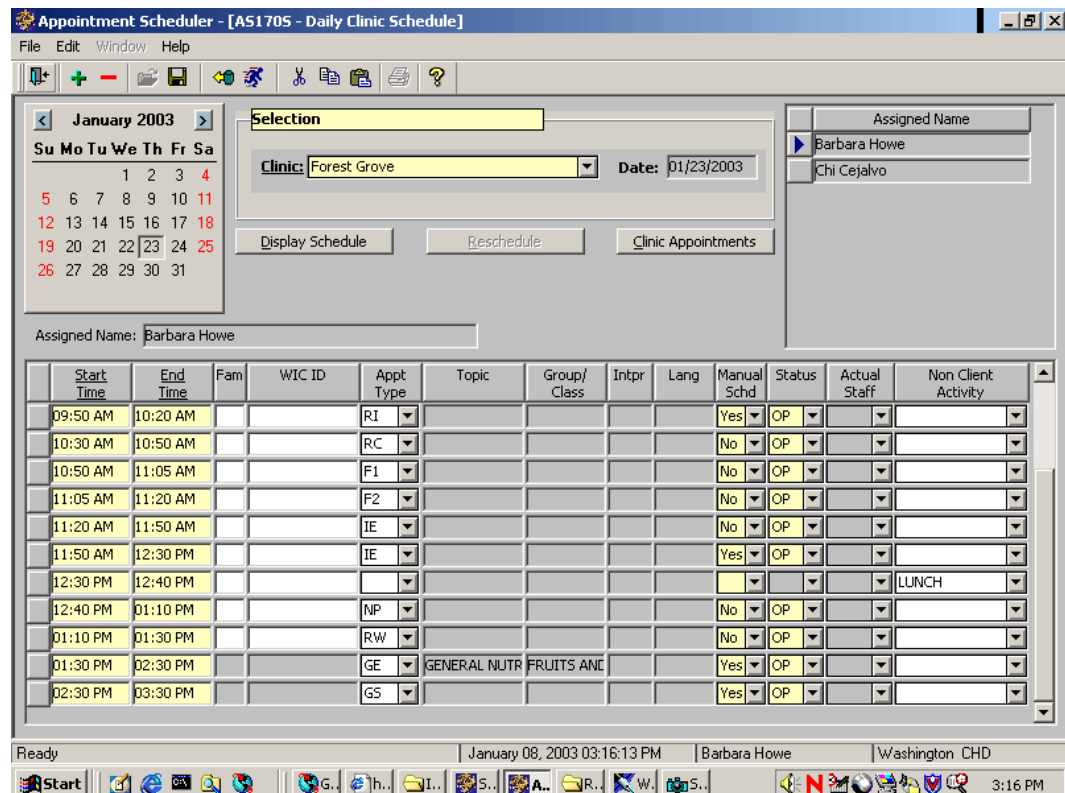 Appointment Scheduler - [AS170S - Daily Clinic Schedule]
File Edit Window Help
January 2003
Su Mo Tu We Th Fr Sa
1 2 3 4
5 6 7 8 9 10 11
12 13 14 15 16 17 18
19 20 21 22 23 24 25
26 27 28 29 30 31
Selection
Clinic: Forest Grove Date: 01/23/2003
Display Schedule Reschedule Clinic Appointments
Assigned Name
Barbara Howe
Chi Cejalvo
Assigned Name: Barbara Howe
Start Time End Time Fam WIC ID Appt Type Topic Group/ Class Intpr Lang Manual Schd Status Actual Staff Non Client Activity
09:50 AM 10:20 AM RI Yes OP
10:30 AM 10:50 AM RC No OP
10:50 AM 11:05 AM F1 No OP
11:05 AM 11:20 AM F2 No OP
11:20 AM 11:50 AM IE No OP
11:50 AM 12:30 PM IE Yes OP
12:30 PM 12:40 PM LUNCH
12:40 PM 01:10 PM NP No OP
01:10 PM 01:30 PM RW No OP
01:30 PM 02:30 PM GE GENERAL NUTR FRUITS AND Yes OP
02:30 PM 03:30 PM GS Yes OP
Ready January 08, 2003 03:16:13 PM Barbara Howe Washington CHD
Start G.. h.. I.. S.. A.. R.. W. S.. 3:16 PM